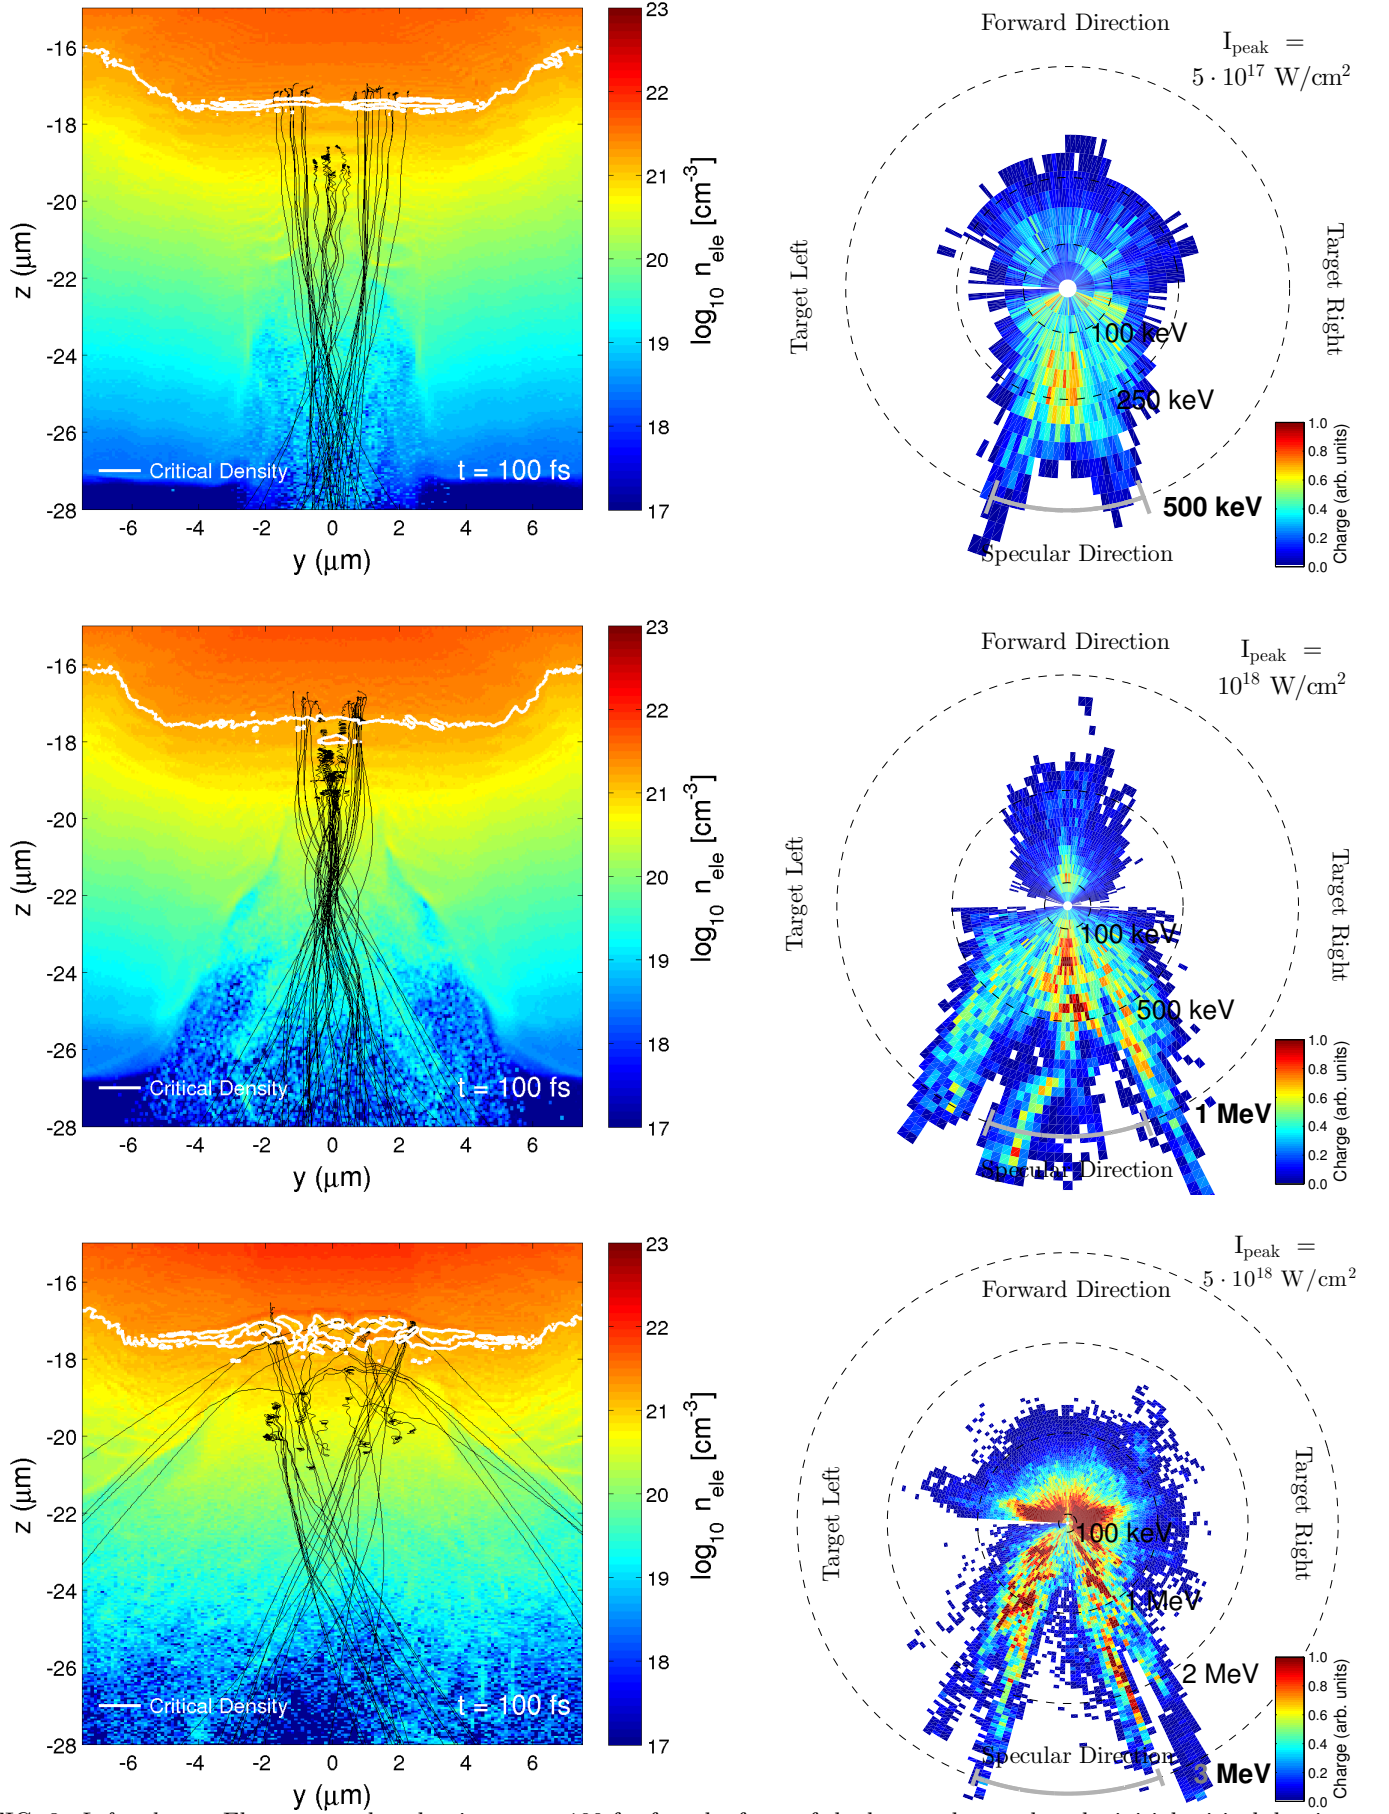 -16
-18
-20
-22
-24
-26
-28
z (μm)
Critical Density
t = 100 fs
-6 -4 -2 0 2 4 6
y (μm)
23
22
21
20
19
18
17
log10 nele [cm-3]
Forward Direction
Ipeak =
5 · 10^17 W/cm2
Target Left
Target Right
100 keV
250 keV
500 keV
Specular Direction
1.0
0.8
0.6
0.4
0.2
0.0
Charge (arb. units)
-16
-18
-20
-22
-24
-26
-28
z (μm)
Critical Density
t = 100 fs
-6 -4 -2 0 2 4 6
y (μm)
23
22
21
20
19
18
17
log10 nele [cm-3]
Forward Direction
Ipeak =
10^18 W/cm2
Target Left
Target Right
100 keV
500 keV
1 MeV
Specular Direction
1.0
0.8
0.6
0.4
0.2
0.0
Charge (arb. units)
-16
-18
-20
-22
-24
-26
-28
z (μm)
Critical Density
t = 100 fs
-6 -4 -2 0 2 4 6
y (μm)
23
22
21
20
19
18
17
log10 nele [cm-3]
Forward Direction
Ipeak =
5 · 10^18 W/cm2
Target Left
Target Right
100 keV
1 MeV
2 MeV
3 MeV
Specular Direction
1.0
0.8
0.6
0.4
0.2
0.0
Charge (arb. units)